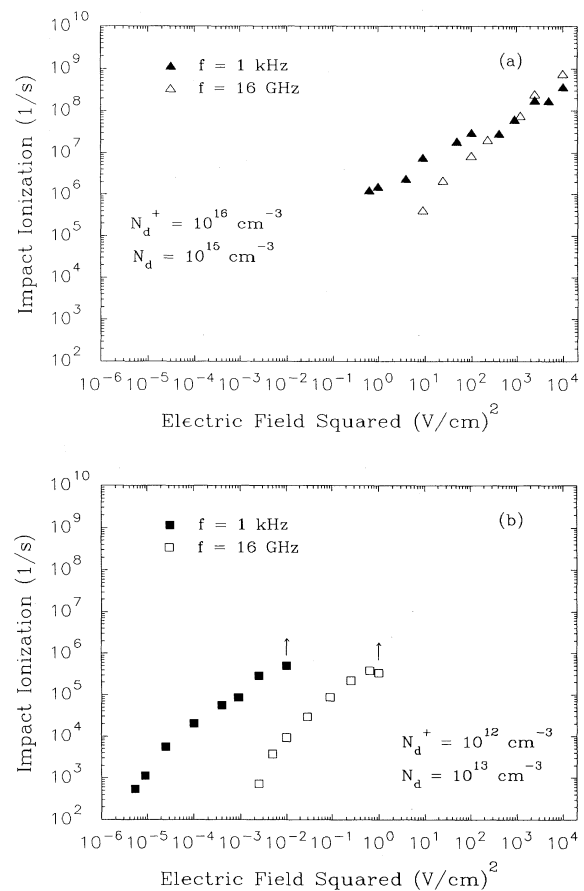 10^10
(a)
10^9
▲ f = 1 kHz
10^8
△ f = 16 GHz
10^7
10^6
N_d^+ = 10^16 cm^-3
10^5
N_d = 10^15 cm^-3
10^4
10^3
10^2
Impact Ionization (1/s)
10^-6 10^-5 10^-4 10^-3 10^-2 10^-1 10^0 10^1 10^2 10^3 10^4
Electric Field Squared (V/cm)^2
10^10
(b)
10^9
■ f = 1 kHz
□ f = 16 GHz
10^8
10^7
10^6
10^5
10^4
N_d^+ = 10^12 cm^-3
10^3
N_d = 10^13 cm^-3
10^2
Impact Ionization (1/s)
10^-6 10^-5 10^-4 10^-3 10^-2 10^-1 10^0 10^1 10^2 10^3 10^4
Electric Field Squared (V/cm)^2